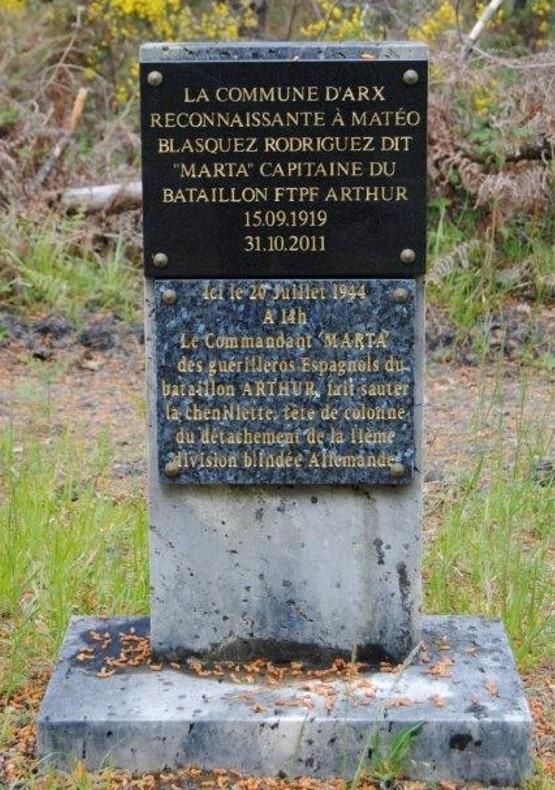 LA COMMUNE D'ARX
RECONNAISSANTE À MATÉO
BLASQUEZ RODRIGUEZ DIT
"MARTA" CAPITAINE DU
BATAILLON FTPF ARTHUR
15.09.1919
31.10.2011
Ici le 20 Juillet 1944
A 14h
Le Commandant "MARTA"
des guérilleros Espagnols du
bataillon ARTHUR, fait sauter
la chenillette, tête de colonne
du détachement de la 11ème
division blindée Allemande